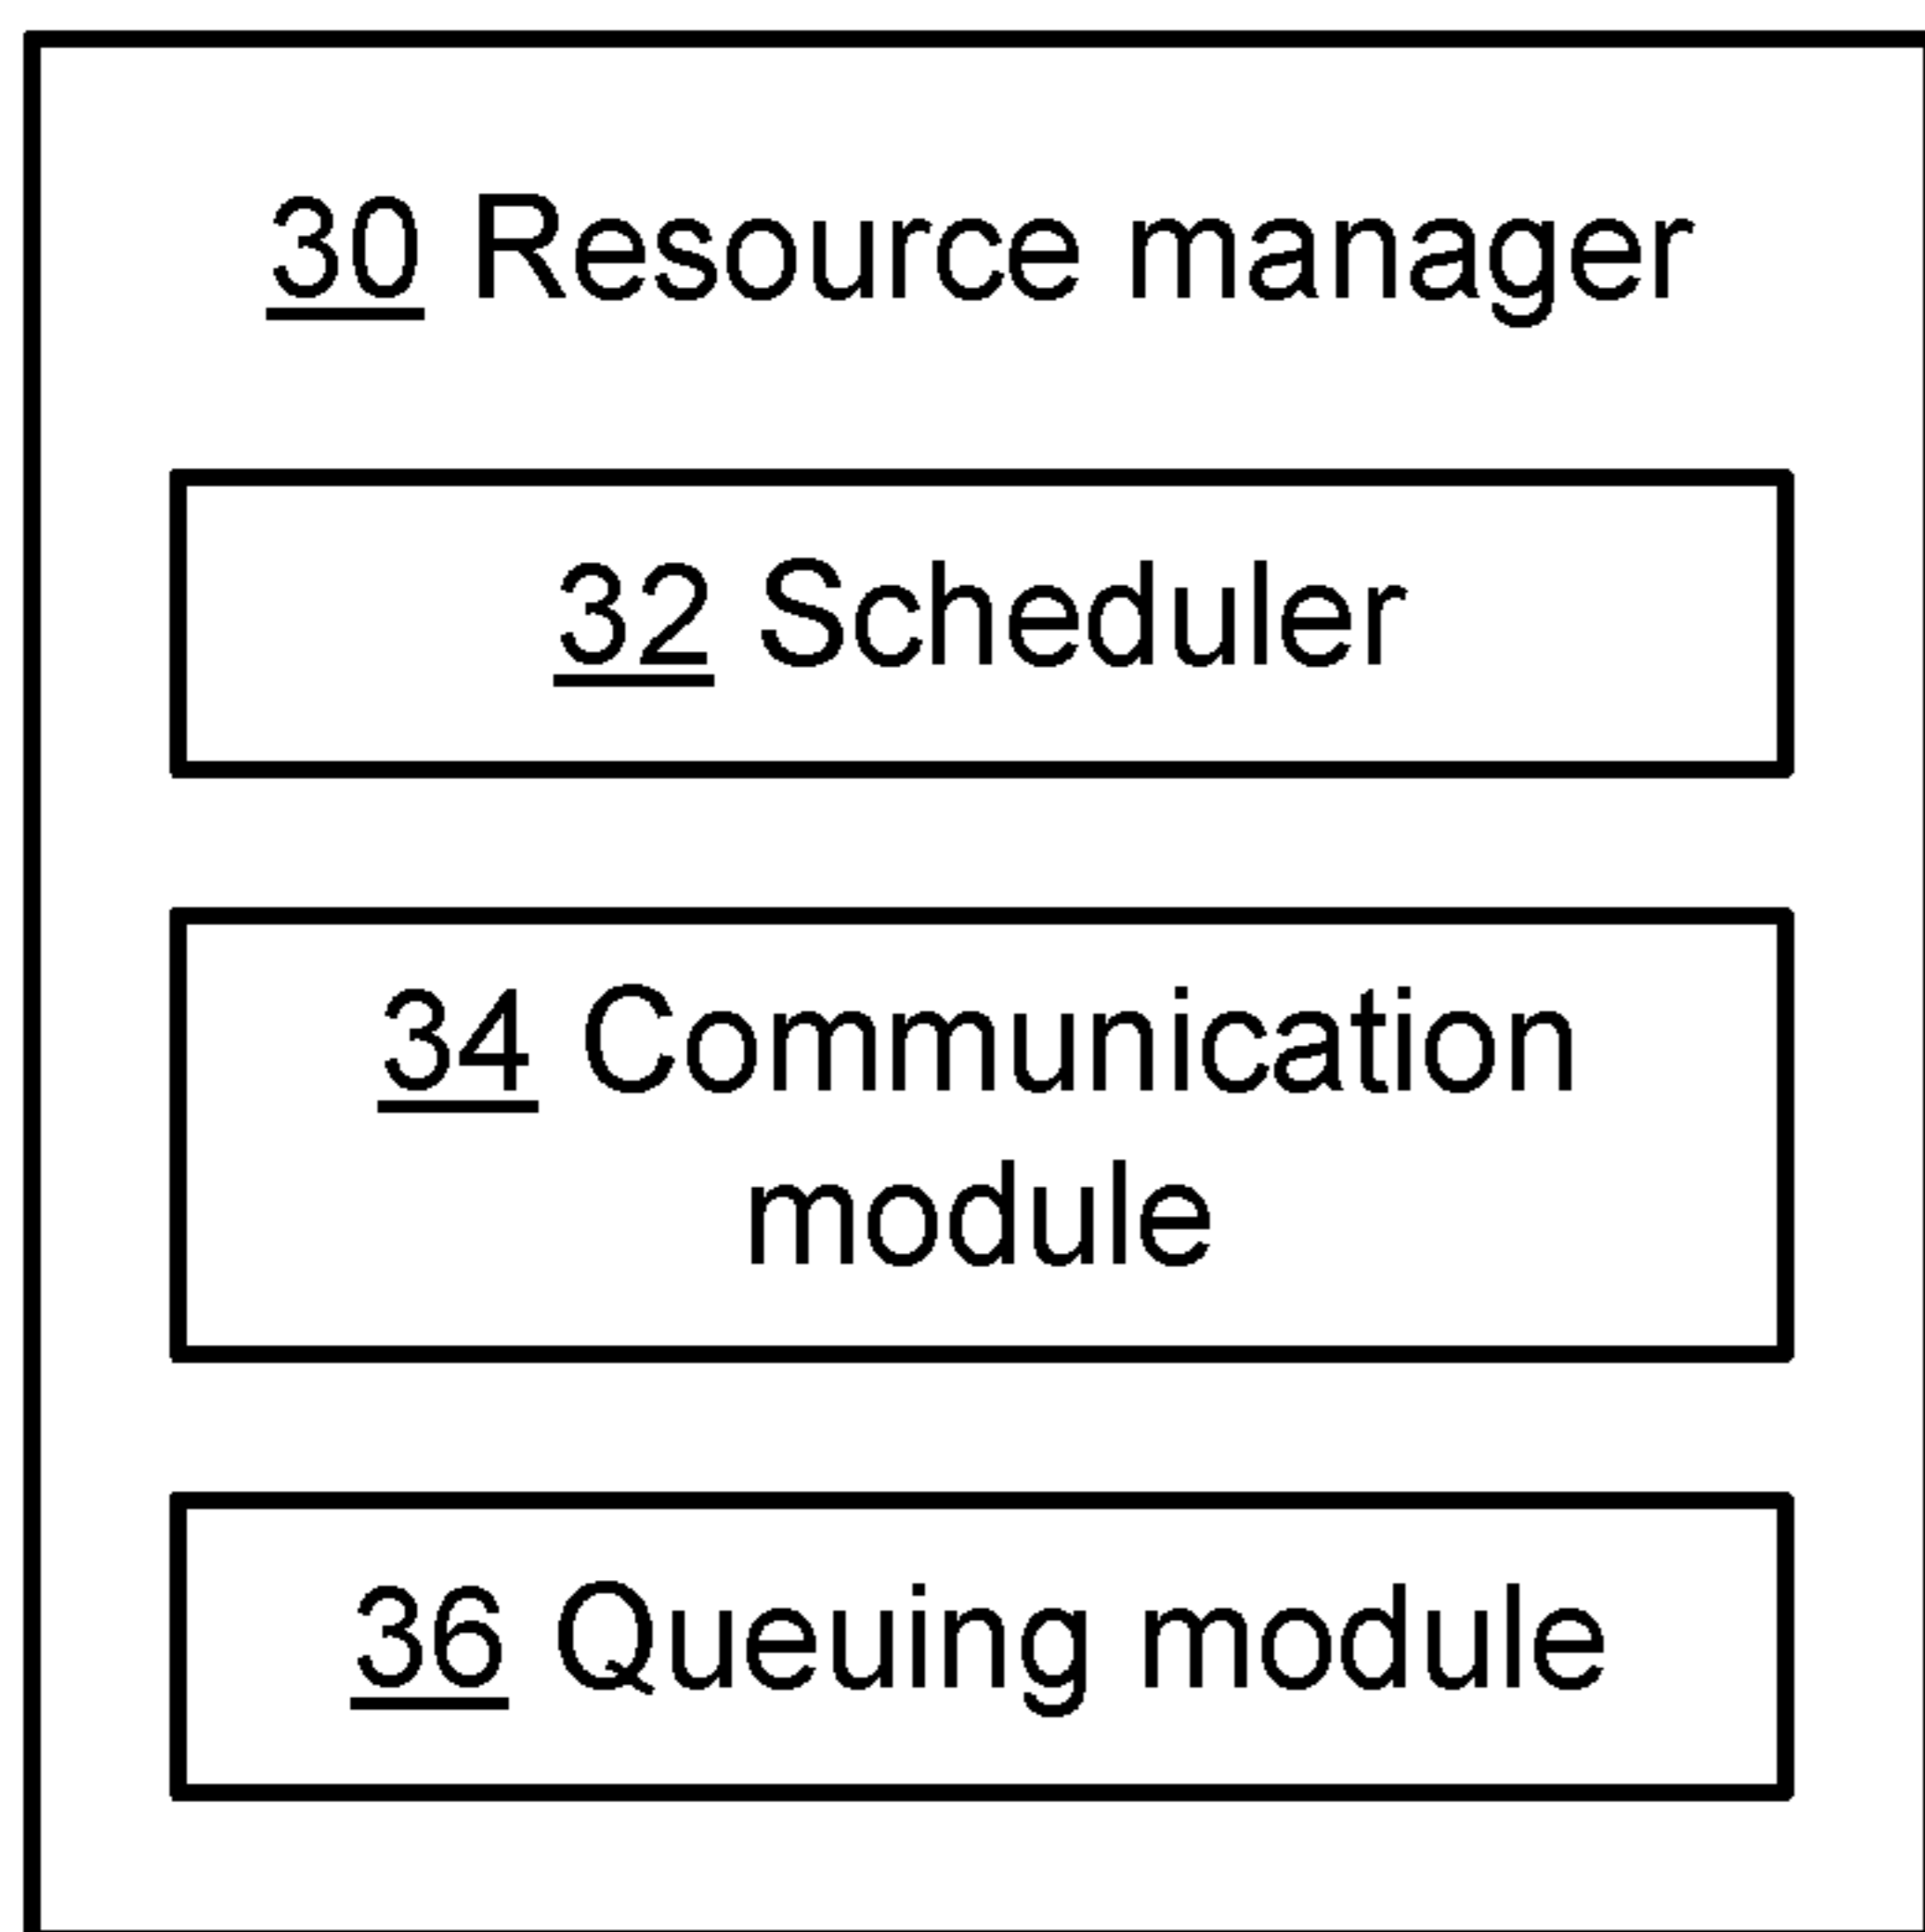 30 Resource manager
32 Scheduler
34 Communication
module
36 Queuing module